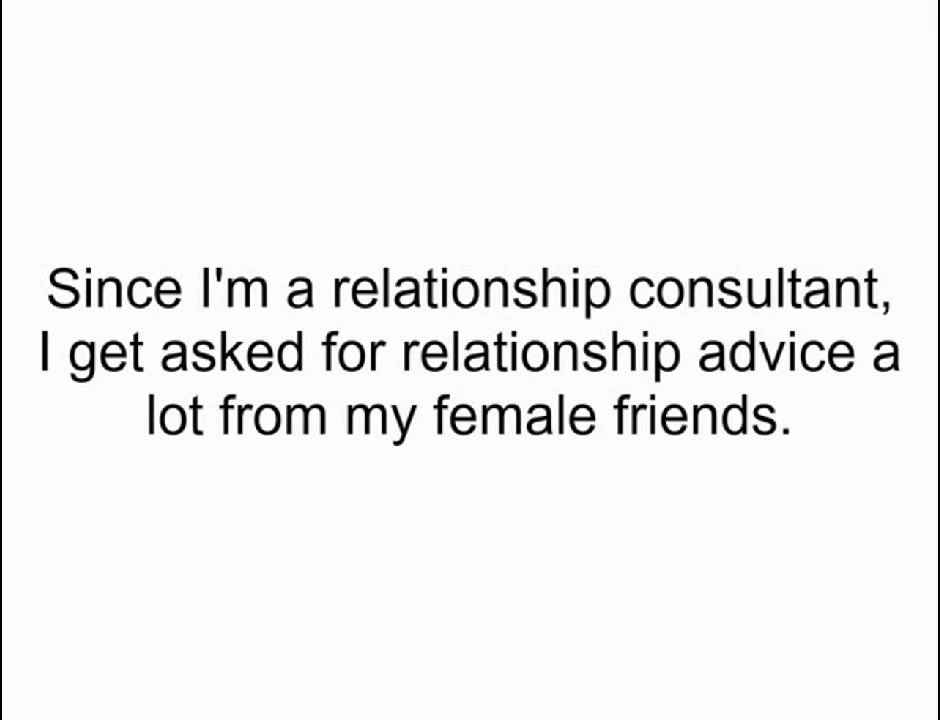 Since I'm a relationship consultant,
I get asked for relationship advice a
lot from my female friends.